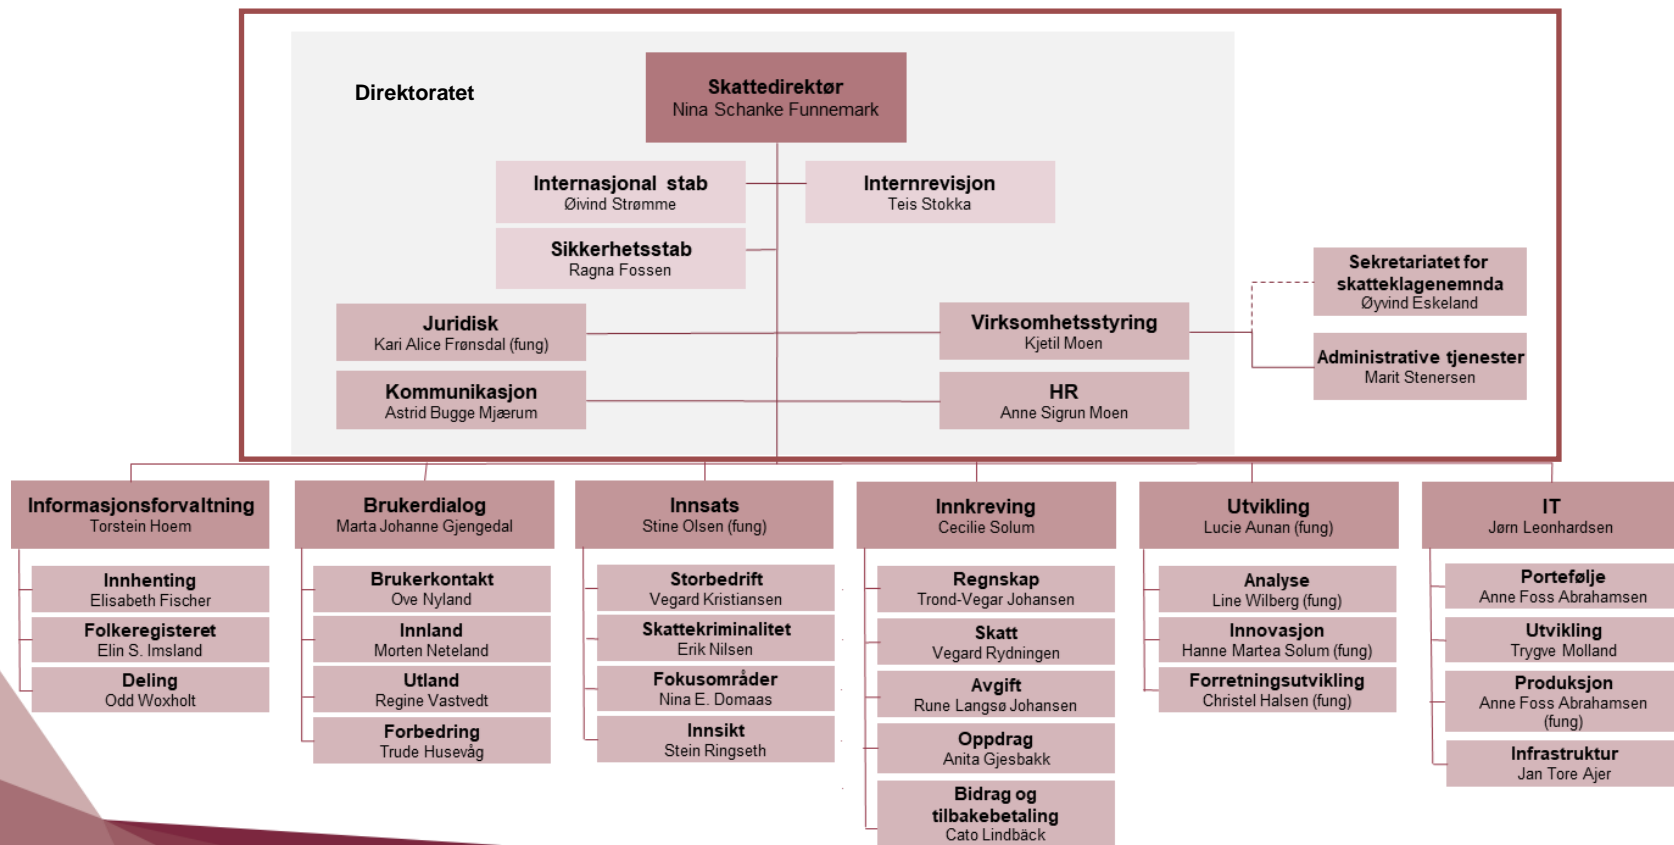 Direktoratet
Skattedirektør
Nina Schanke Funnemark
Internasjonal stab
Øivind Strømme
Internrevisjon
Teis Stokka
Sikkerhetsstab
Ragna Fossen
Sekretariatet for
skatteklagenemnda
Øyvind Eskeland
Juridisk
Kari Alice Frønsdal (fung)
Virksomhetsstyring
Kjetil Moen
Administrative tjenester
Marit Stenersen
Kommunikasjon
Astrid Bugge Mjærum
HR
Anne Sigrun Moen
Informasjonsforvaltning
Torstein Hoem
Innhenting
Elisabeth Fischer
Folkeregisteret
Elin S. Imsland
Deling
Odd Woxholt
Brukerdialog
Marta Johanne Gjengedal
Brukerkontakt
Ove Nyland
Innland
Morten Neteland
Utland
Regine Vastvedt
Forbedring
Trude Husevåg
Innsats
Stine Olsen (fung)
Storbedrift
Vegard Kristiansen
Skattekriminalitet
Erik Nilsen
Fokusområder
Nina E. Domaas
Innsikt
Stein Ringseth
Innkreving
Cecilie Solum
Regnskap
Trond-Vegar Johansen
Skatt
Vegard Rydningen
Avgift
Rune Langsø Johansen
Oppdrag
Anita Gjesbakk
Bidrag og
tilbakebetaling
Cato Lindbäck
Utvikling
Lucie Aunan (fung)
Analyse
Line Wilberg (fung)
Innovasjon
Hanne Martea Solum (fung)
Forretningsutvikling
Christel Halsen (fung)
IT
Jørn Leonhardsen
Portefølje
Anne Foss Abrahamsen
Utvikling
Trygve Molland
Produksjon
Anne Foss Abrahamsen
(fung)
Infrastruktur
Jan Tore Ajer